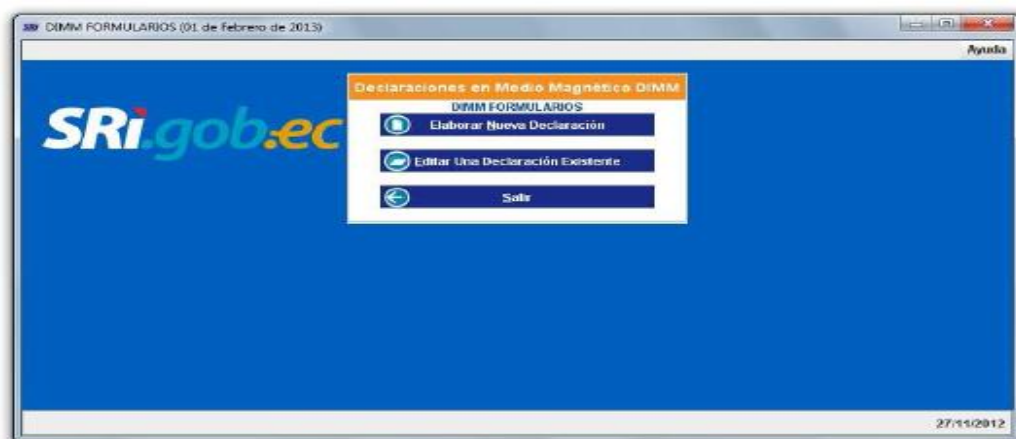 DIMM FORMULARIOS (01 de Febrero de 2013)
Ayuda
SRi.gob.ec
Declaraciones en Medio Magnético DIMM
DIMM FORMULARIOS
Elaborar Nueva Declaración
Editar Una Declaración Existente
Salir
27/11/2012